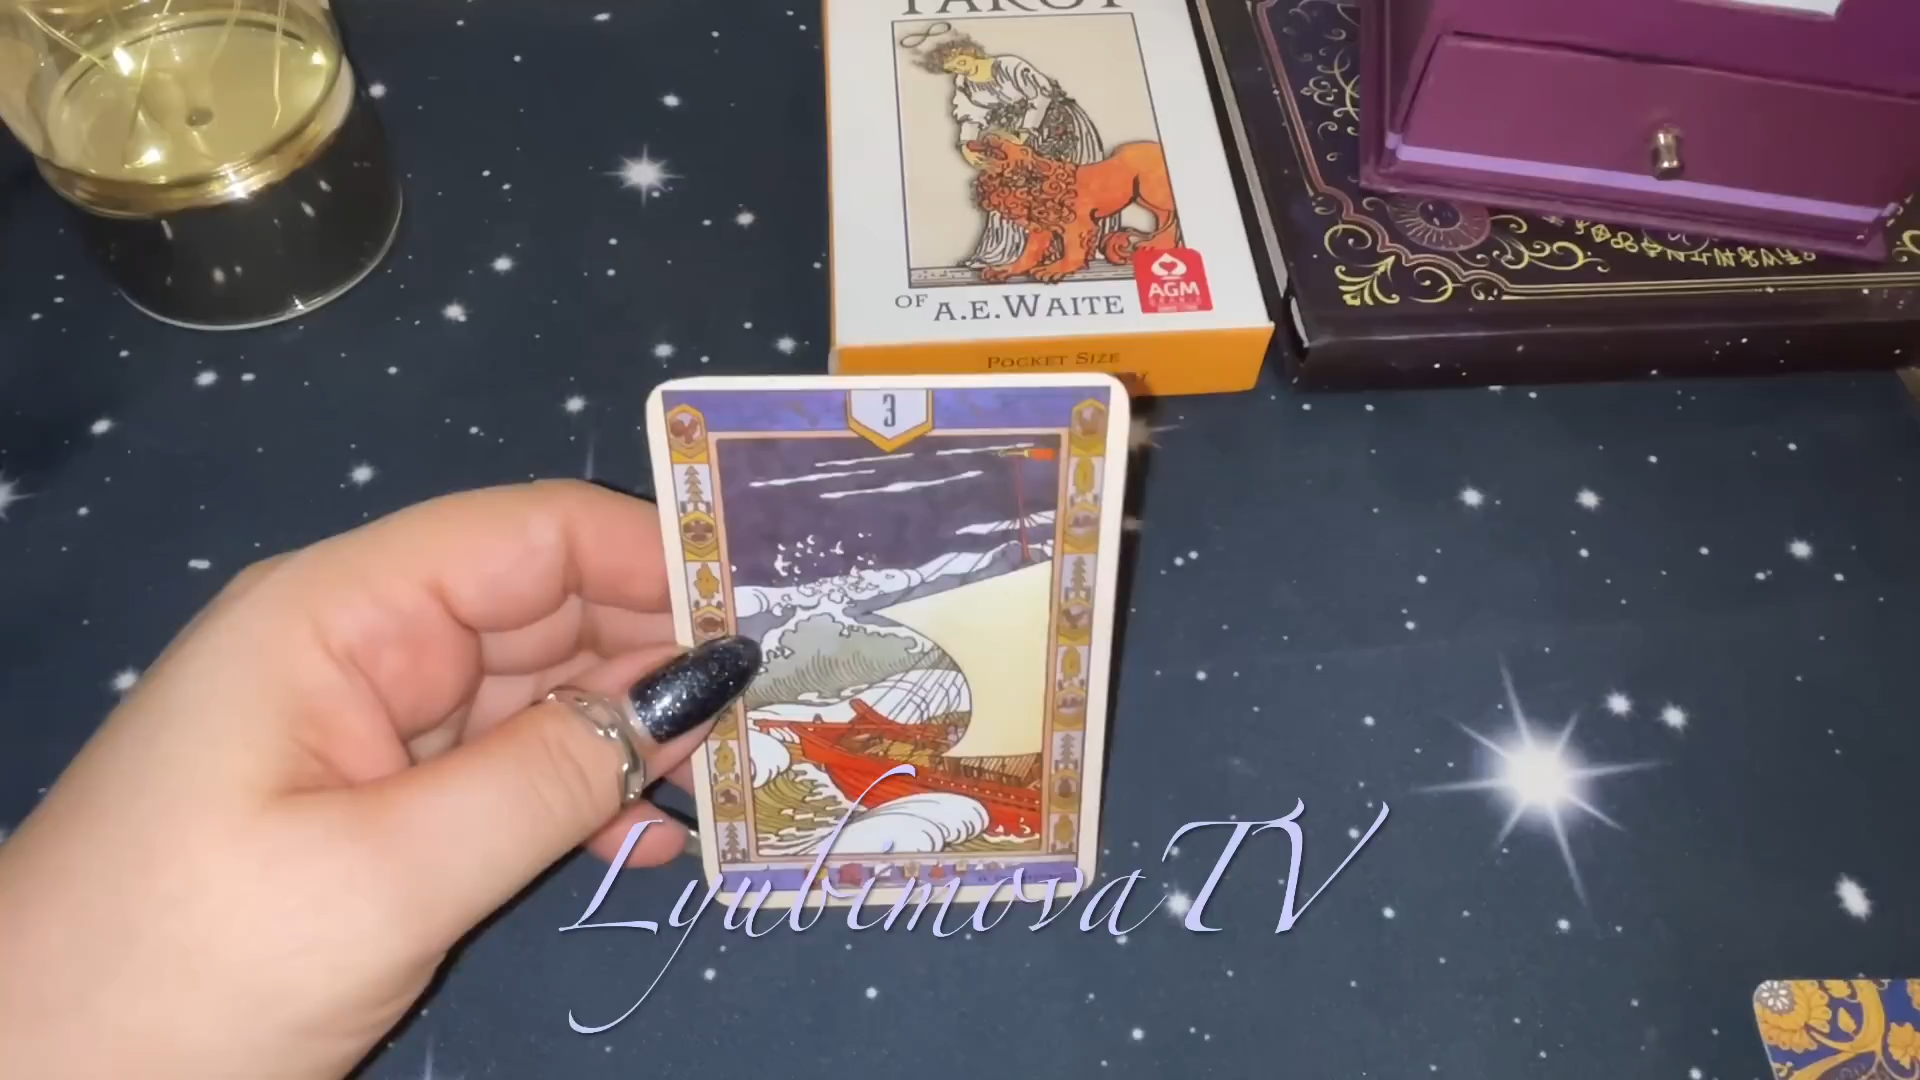 TAROT
OF A.E.WAITE
AGM
POCKET SIZE
3
LyubimovaTV